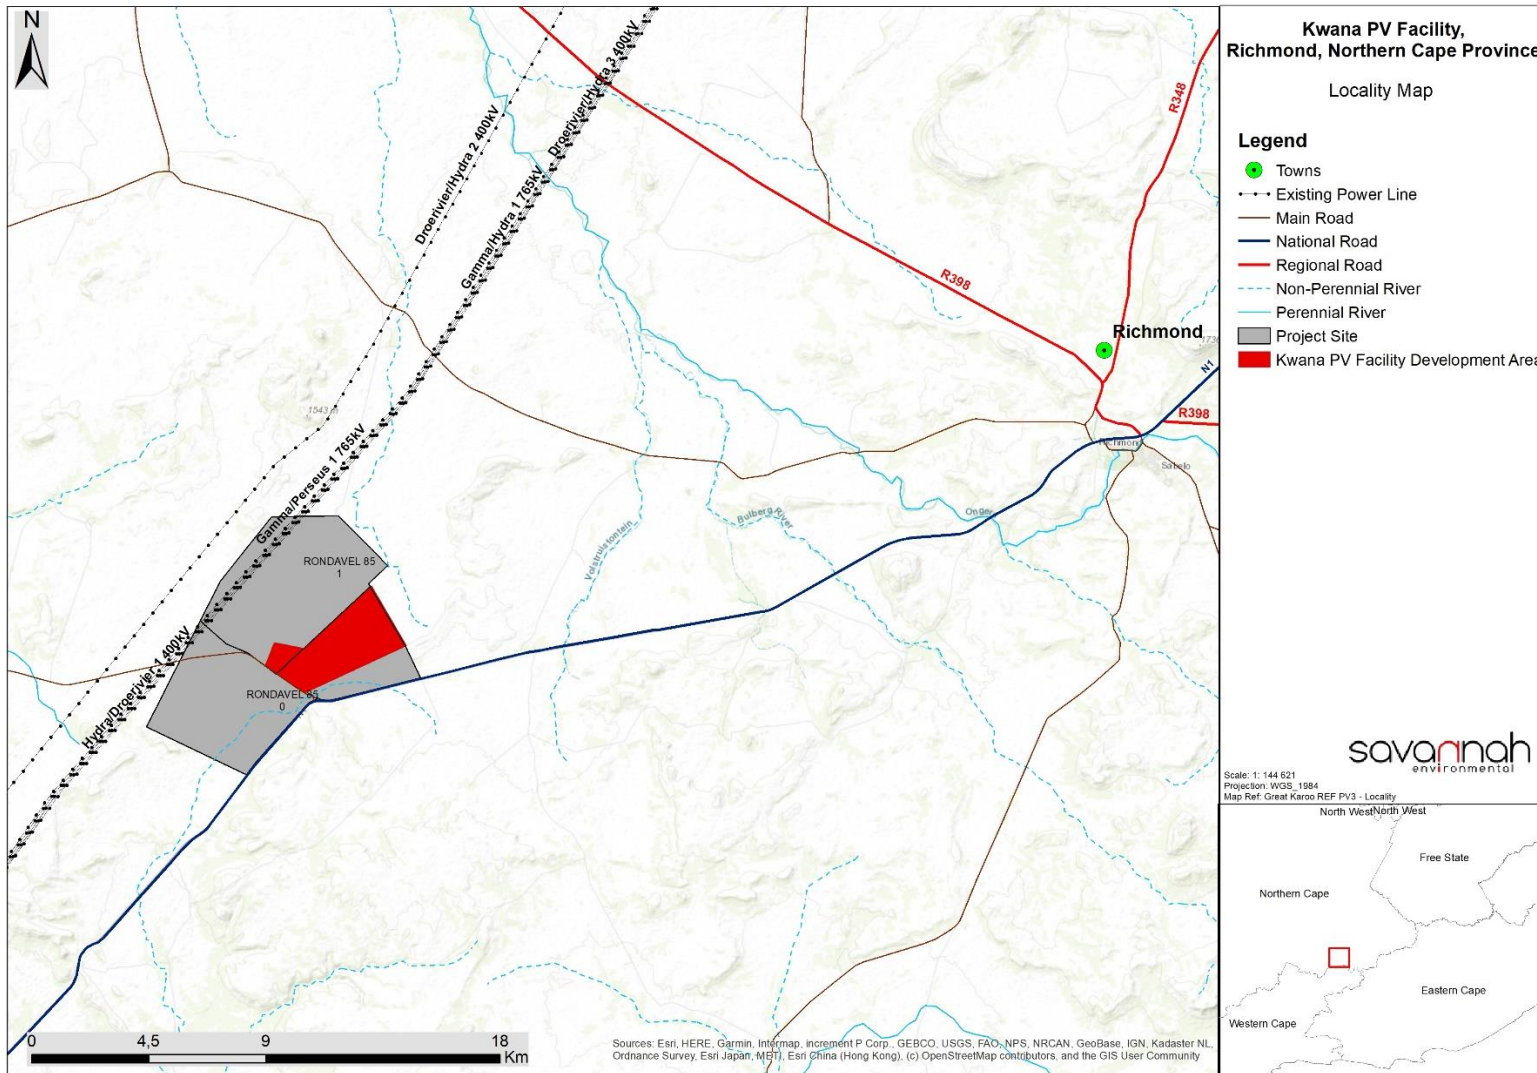 N
Droerivier/Hydra 2 400kV
Droerivier/Hydra 3 400kV
Gamma/Hydra 1 765kV
R348
R398
Richmond
N1
R398
Richmond
Sabelo
1543 m
Gamma/Perseus 1 765kV
Onger
Bulberg River
Volstruisfontein
RONDAVEL 85
1
Hydra/Droerivier 1 400kV
RONDAVEL 85
0
0 4,5 9 18
Km
Sources: Esri, HERE, Garmin, Intermap, increment P Corp., GEBCO, USGS, FAO, NPS, NRCAN, GeoBase, IGN, Kadaster NL,
Ordnance Survey, Esri Japan, METI, Esri China (Hong Kong), (c) OpenStreetMap contributors, and the GIS User Community
Kwana PV Facility,
Richmond, Northern Cape Province
Locality Map
Legend
Towns
Existing Power Line
Main Road
National Road
Regional Road
Non-Perennial River
Perennial River
Project Site
Kwana PV Facility Development Area
savannah
environmental
Scale: 1: 144 621
Projection: WGS_1984
Map Ref: Great Karoo REF PV3 - Locality
North West North West
Free State
Northern Cape
Eastern Cape
Western Cape